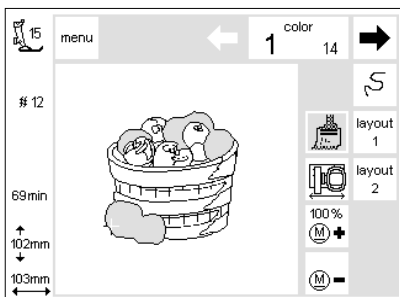 15
menu
color
1 14
# 12
layout
1
layout
2
69min
102mm
103mm
100%
M +
M -